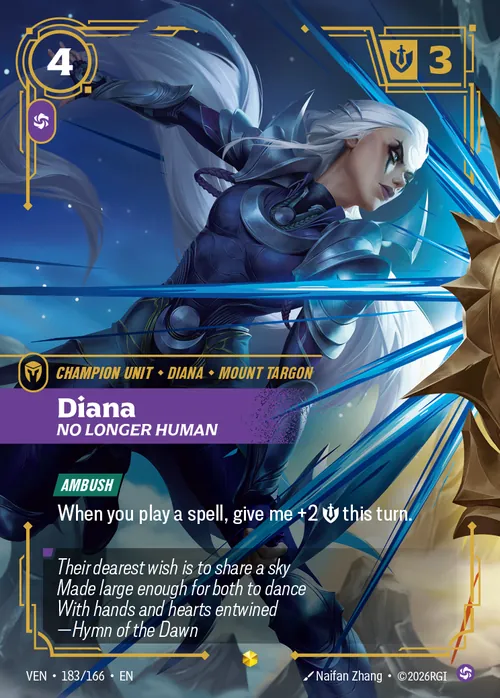 4
3
CHAMPION UNIT • DIANA • MOUNT TARGON
Diana
NO LONGER HUMAN
AMBUSH
When you play a spell, give me +2 this turn.
Their dearest wish is to share a sky
Made large enough for both to dance
With hands and hearts entwined
—Hymn of the Dawn
VEN • 183/166 • EN
Naifan Zhang • ©2026RGI